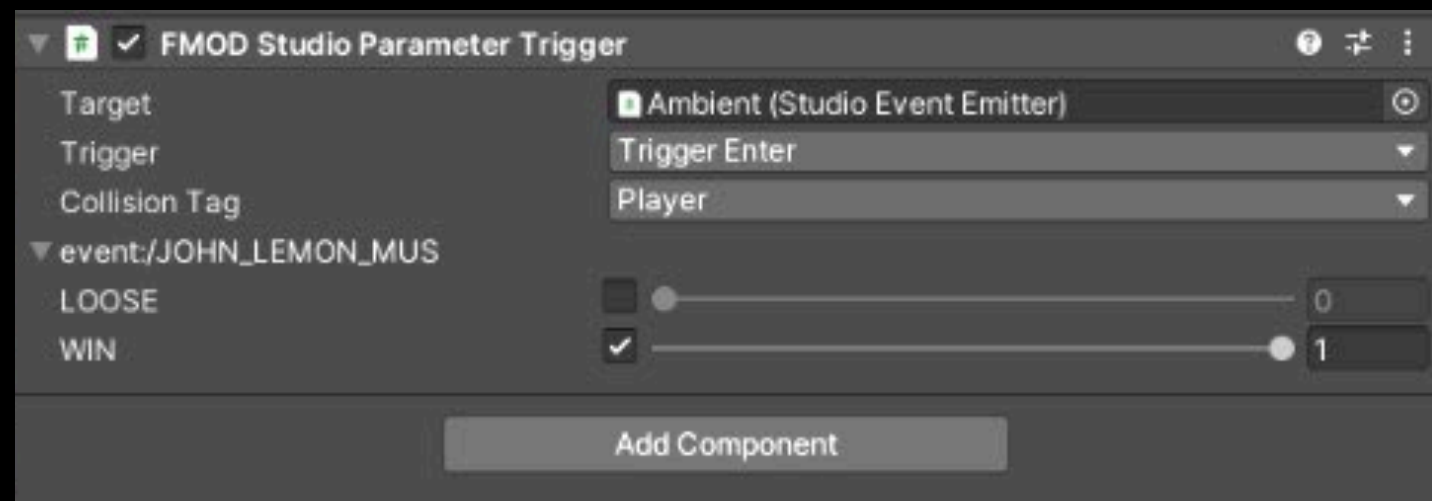 FMOD Studio Parameter Trigger
Target Ambient (Studio Event Emitter)
Trigger Trigger Enter
Collision Tag Player
event:/JOHN_LEMON_MUS
LOOSE 0
WIN 1
Add Component